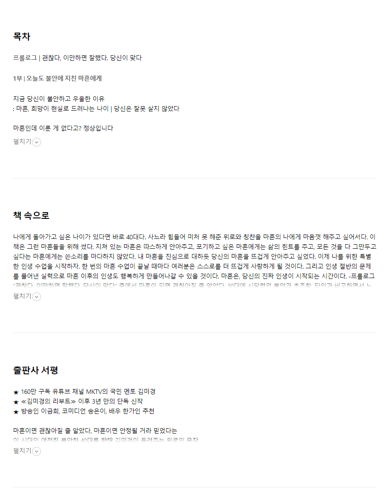 목차
프롤로그 | 괜찮다, 이만하면 잘했다, 당신이 맞다
1부 | 오늘도 불안에 지친 마흔에게
지금 당신이 불안하고 우울한 이유
: 마흔, 희망이 현실로 드러나는 나이 | 당신은 잘못 살지 않았다
마흔인데 이룬 게 없다고? 정상입니다
펼치기
책 속으로
나에게 돌아가고 싶은 나이가 있다면 바로 40대다. 사느라 힘들어 미처 못 해준 위로와 칭찬을 마흔의 나에게 마음껏 해주고 싶어서다. 이
책은 그런 마흔들을 위해 썼다. 지쳐 있는 마흔은 따스하게 안아주고, 포기하고 싶은 마흔에게는 삶의 힌트를 주고, 모든 것을 다 그만두고
싶다는 마흔에게는 쓴소리를 마다하지 않았다. 내 마흔을 진심으로 대하듯 당신의 마흔을 뜨겁게 안아주고 싶었다. 이제 나를 위한 특별
한 인생 수업을 시작하자. 한 번의 마흔 수업이 끝날 때마다 여러분은 스스로를 더 뜨겁게 사랑하게 될 것이다. 그리고 인생 절반의 문제
를 풀어낸 실력으로 마흔 이후의 인생도 행복하게 만들어나갈 수 있을 것이다. 마흔은, 당신의 진짜 인생이 시작되는 시간이다. -프롤로그
펼치기
출판사 서평
★ 160만 구독 유튜브 채널 MKTV의 국민 멘토 김미경
★ ≪김미경의 리부트≫ 이후 3년 만의 단독 신작
★ 방송인 이금희, 코미디언 송은이, 배우 한가인 추천
마흔이면 괜찮아질 줄 알았다, 마흔이면 안정될 거라 믿었다는
펼치기